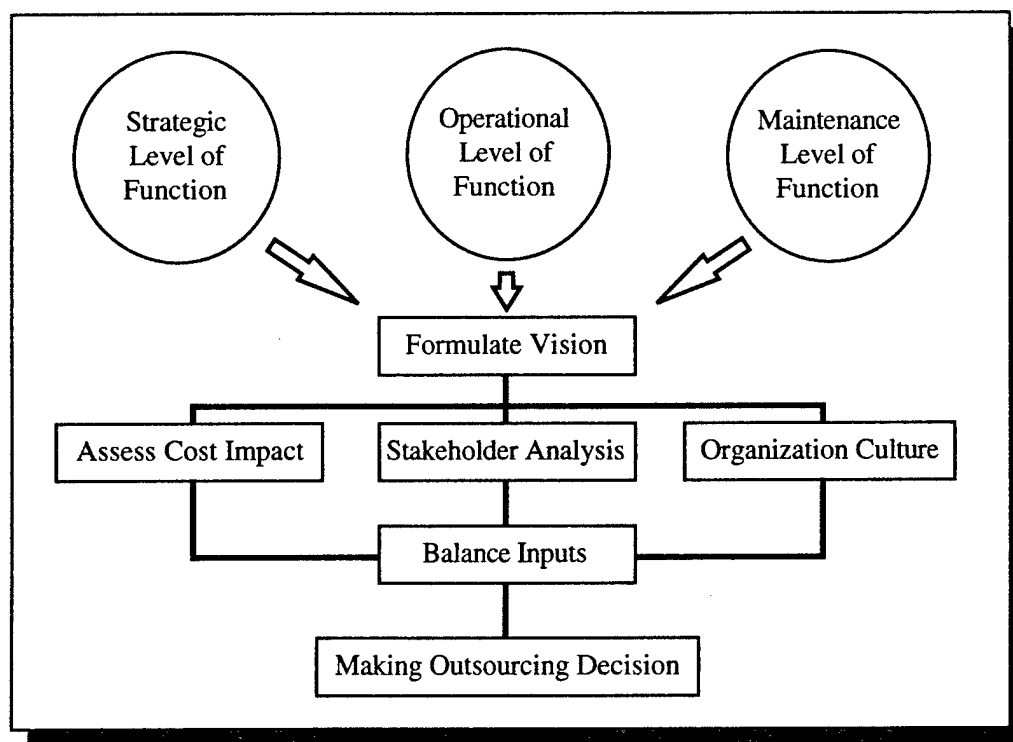 Strategic
Level of
Function
Operational
Level of
Function
Maintenance
Level of
Function
Formulate Vision
Assess Cost Impact
Stakeholder Analysis
Organization Culture
Balance Inputs
Making Outsourcing Decision